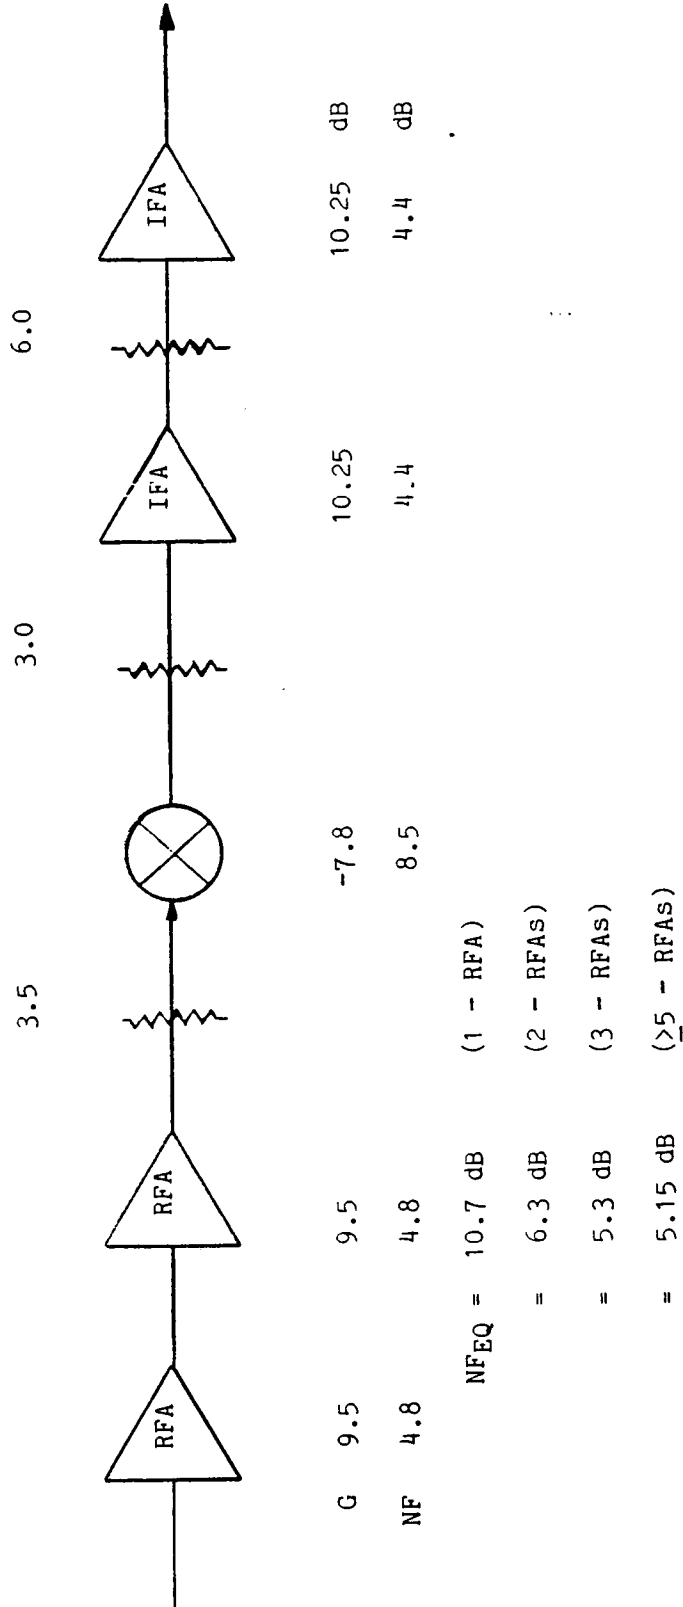 3.5 3.0 6.0
RFA RFA IFA IFA
G 9.5 9.5 -7.8 10.25 10.25 dB
NF 4.8 4.8 8.5 4.4 4.4 dB
NFEQ = 10.7 dB (1 - RFA)
= 6.3 dB (2 - RFAs)
= 5.3 dB (3 - RFAs)
= 5.15 dB (≥5 - RFAs)